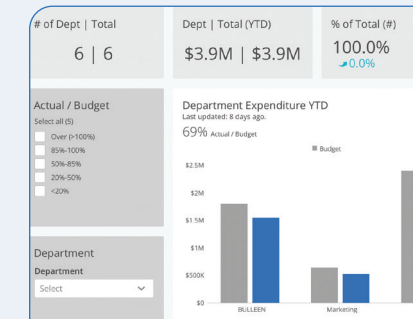 # of Dept | Total
6 | 6
Dept | Total (YTD)
$3.9M | $3.9M
% of Total (#)
100.0%
0.0%
Actual / Budget
Select all (5)
Over (>100%)
85%-100%
50%-85%
20%-50%
<20%
Department
Department
Select
Department Expenditure YTD
Last updated: 8 days ago.
69% Actual / Budget
Budget
$2.5M
$2M
$1.5M
$1M
$500K
$0
BULLEEN
Marketing